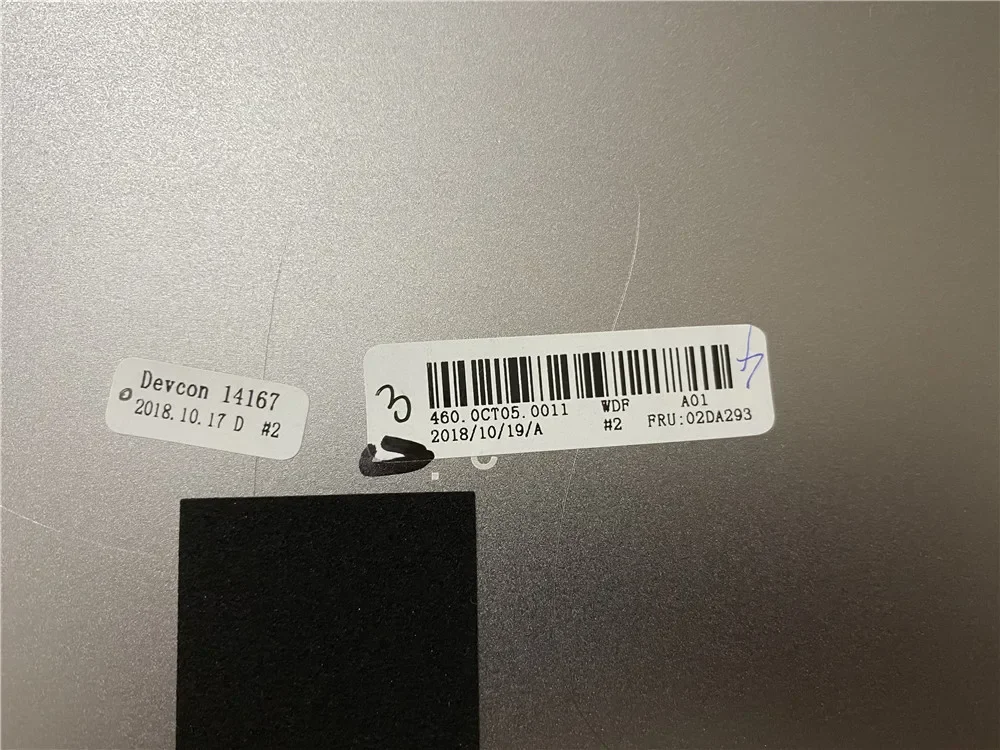 Devcon 14167
2018.10.17 D #2
3
460.0CT05.0011 WDF A01
2018/10/19/A #2 FRU:02DA293